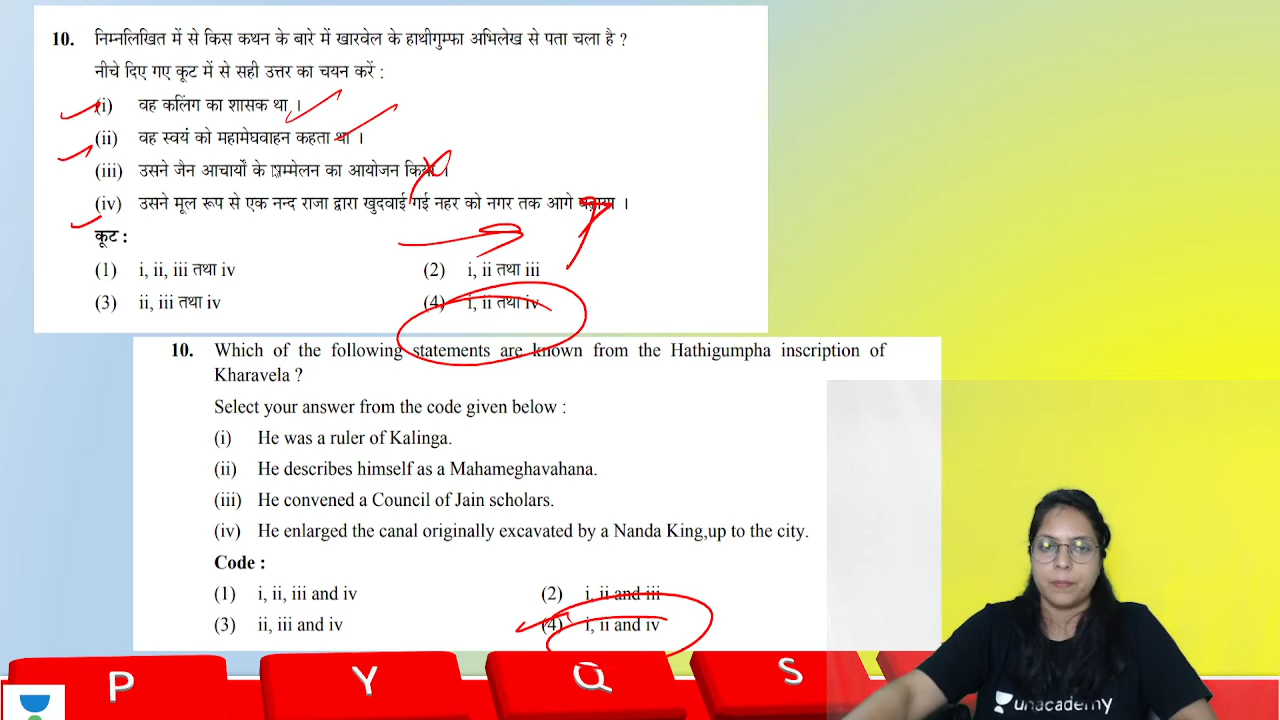 10. निम्नलिखित में से किस कथन के बारे में खारवेल के हाथीगुम्फा अभिलेख से पता चला है ?
नीचे दिए गए कूट में से सही उत्तर का चयन करें :
(i) वह कलिंग का शासक था ।
(ii) वह स्वयं को महामेघवाहन कहता था ।
(iii) उसने जैन आचार्यों के सम्मेलन का आयोजन किया ।
(iv) उसने मूल रूप से एक नन्द राजा द्वारा खुदवाई गई नहर को नगर तक आगे बढ़ाया ।
कूट :
(1) i, ii, iii तथा iv (2) i, ii तथा iii
(3) ii, iii तथा iv (4) i, ii तथा iv
10. Which of the following statements are known from the Hathigumpha inscription of
Kharavela ?
Select your answer from the code given below :
(i) He was a ruler of Kalinga.
(ii) He describes himself as a Mahameghavahana.
(iii) He convened a Council of Jain scholars.
(iv) He enlarged the canal originally excavated by a Nanda King,up to the city.
Code :
(1) i, ii, iii and iv (2) i, ii and iii
(3) ii, iii and iv (4) i, ii and iv
P Y Q S
unacademy